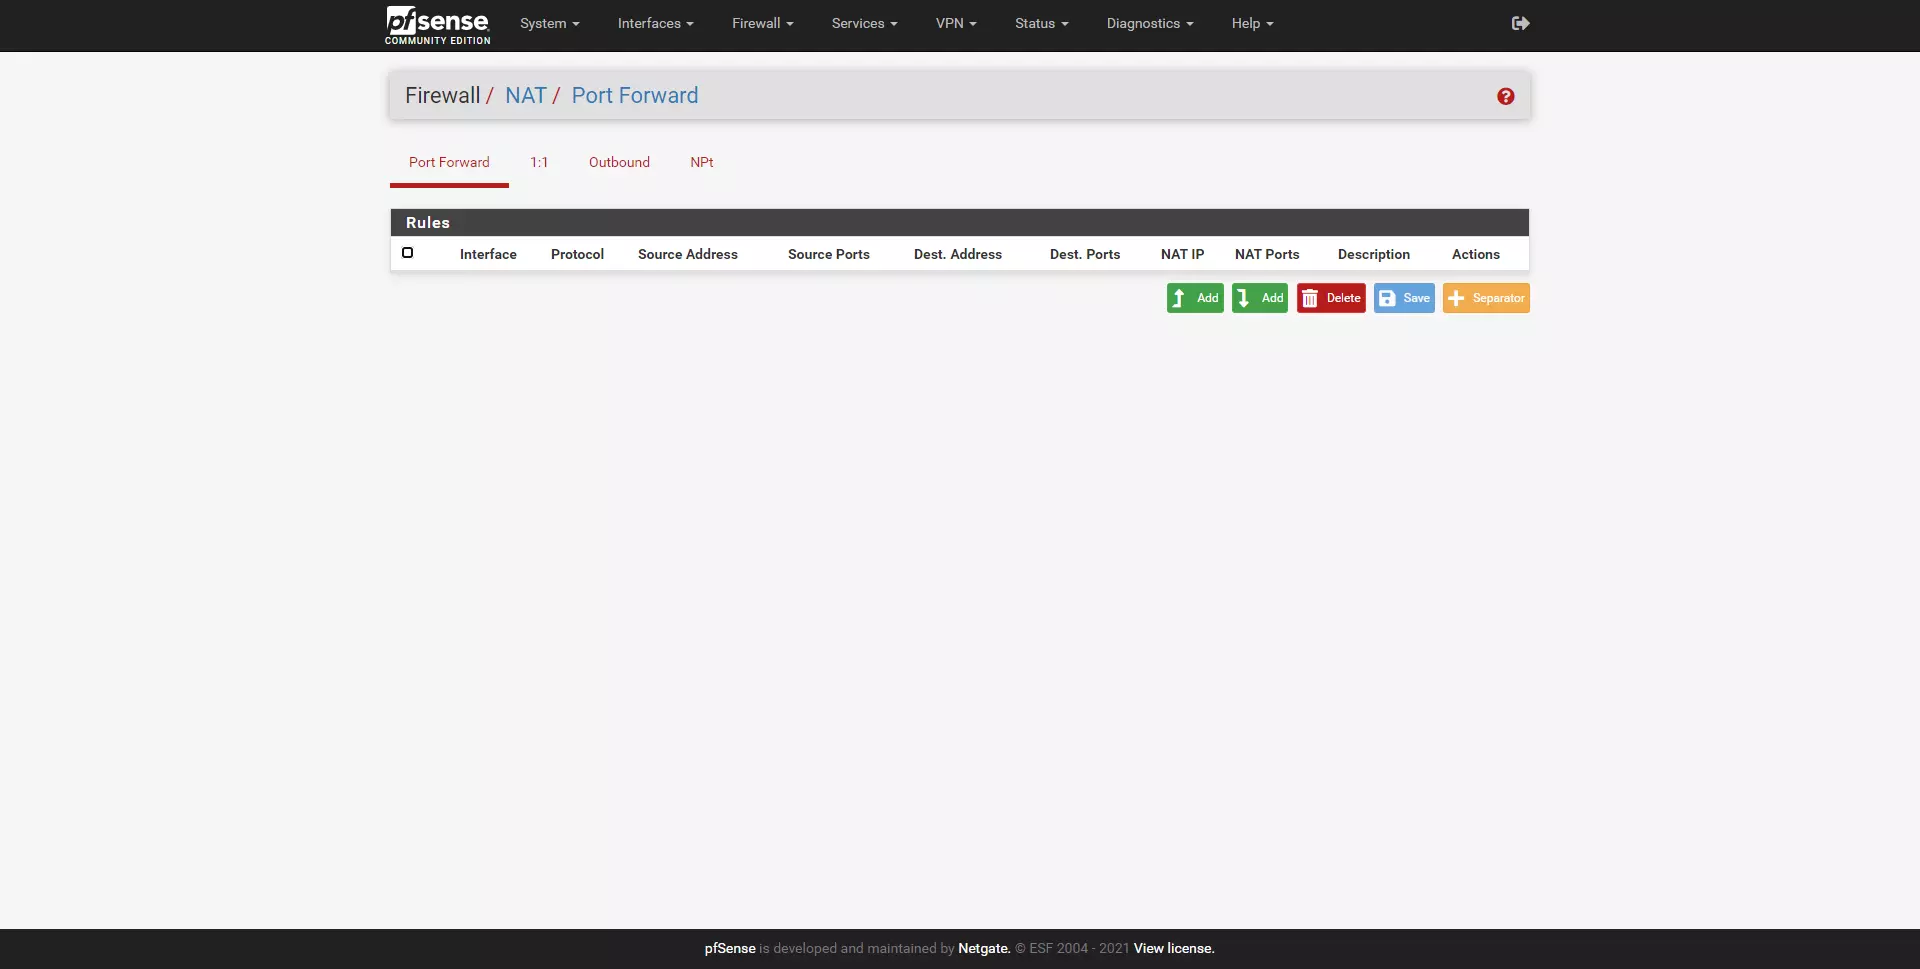 pfsense System Interfaces Firewall Services VPN Status Diagnostics Help
COMMUNITY EDITION
Firewall / NAT / Port Forward
Port Forward 1:1 Outbound NPt
Rules
Interface Protocol Source Address Source Ports Dest. Address Dest. Ports NAT IP NAT Ports Description Actions
Add Add Delete Save Separator
pfSense is developed and maintained by Netgate. © ESF 2004 - 2021 View license.